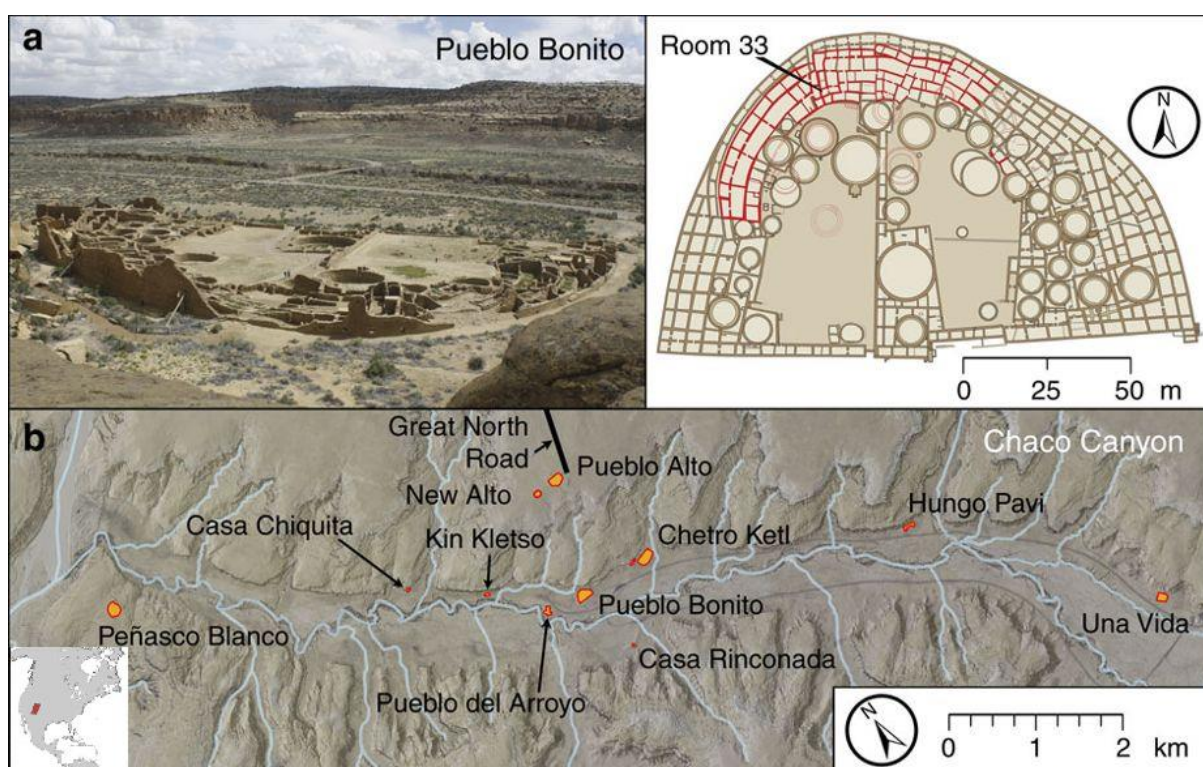 a
Pueblo Bonito
Room 33
N
0 25 50 m
b
Chaco Canyon
Great North
Road
Pueblo Alto
New Alto
Hungo Pavi
Casa Chiquita
Kin Kletso
Chetro Ketl
Pueblo Bonito
Una Vida
Peñasco Blanco
Casa Rinconada
Pueblo del Arroyo
N
0 1 2
km